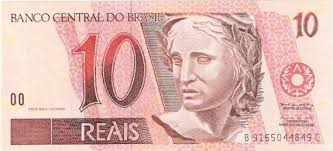 BANCO CENTRAL DO BRASIL
10
10
00
REAIS
B 9165044849 C